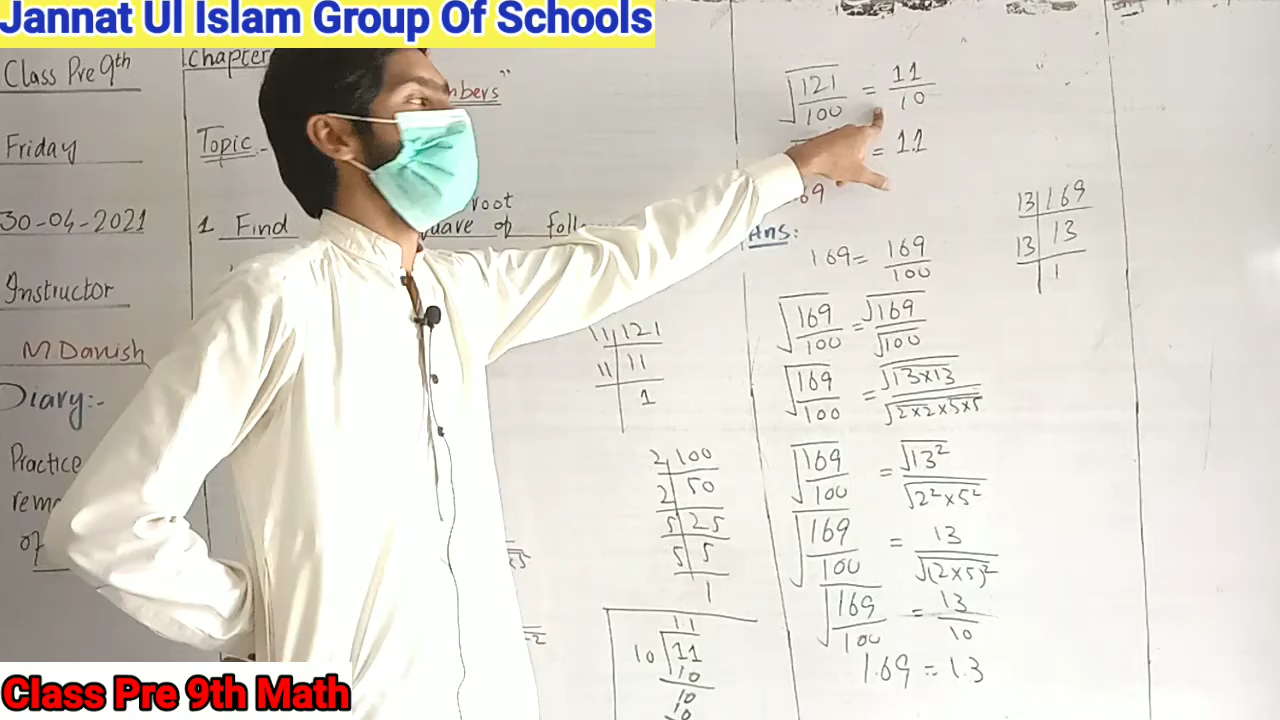 Jannat Ul Islam Group Of Schools
Class Pre 9th
Friday
30-04-2021
Instructor
M Danish
Diary:-
Practice
of
Chapter
mbers"
Topic.-
root
1 Find
of foll
11 | 121
11 | 11
1
2 | 100
2 | 50
5 | 25
5 | 5
1
11
10 √11
10
10
10
√121/100 = 11/10
= 1.1
69
Ans:
1.69 = 169/100
√169/100 = √169/√100
√169/100 = √13×13/√2×2×5×5
√169/100 = √13²/√2²×5²
√169/100 = 13/√(2×5)²
√169/100 = 13/10
1.69 = 1.3
13 | 169
13 | 13
1
Class Pre 9th Math